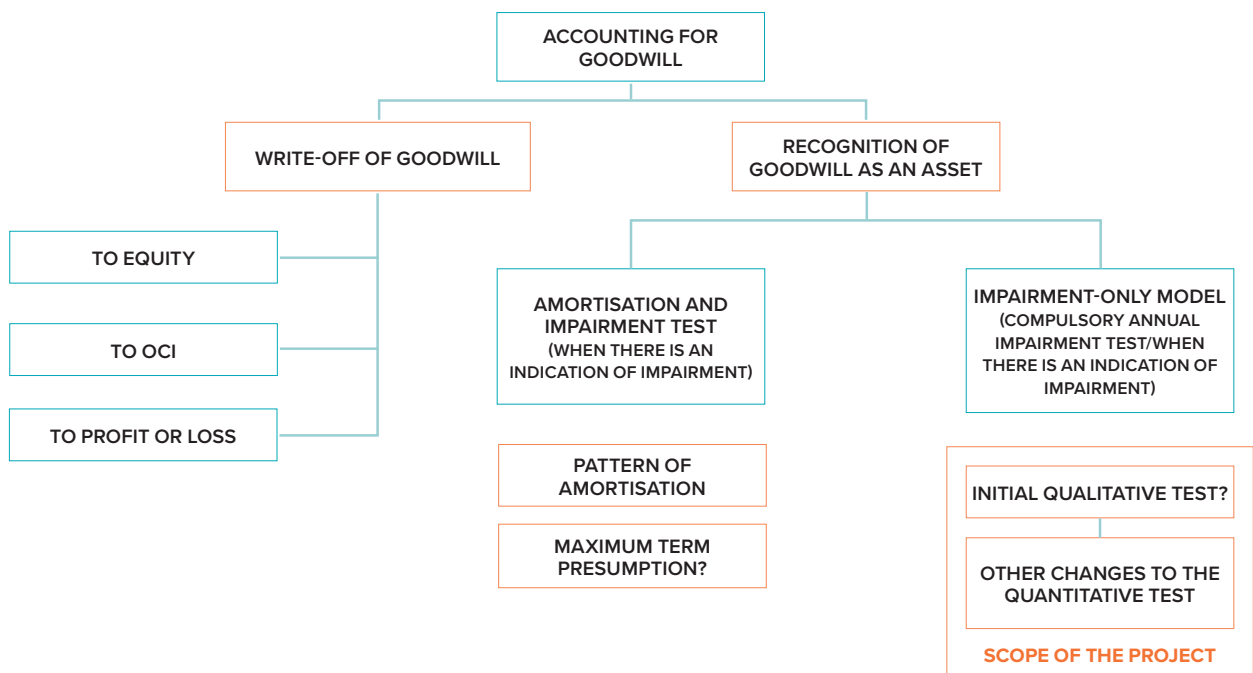 ACCOUNTING FOR
GOODWILL
WRITE-OFF OF GOODWILL
RECOGNITION OF
GOODWILL AS AN ASSET
TO EQUITY
TO OCI
TO PROFIT OR LOSS
AMORTISATION AND
IMPAIRMENT TEST
(WHEN THERE IS AN
INDICATION OF IMPAIRMENT)
IMPAIRMENT-ONLY MODEL
(COMPULSORY ANNUAL
IMPAIRMENT TEST/WHEN
THERE IS AN INDICATION OF
IMPAIRMENT)
PATTERN OF
AMORTISATION
MAXIMUM TERM
PRESUMPTION?
INITIAL QUALITATIVE TEST?
OTHER CHANGES TO THE
QUANTITATIVE TEST
SCOPE OF THE PROJECT